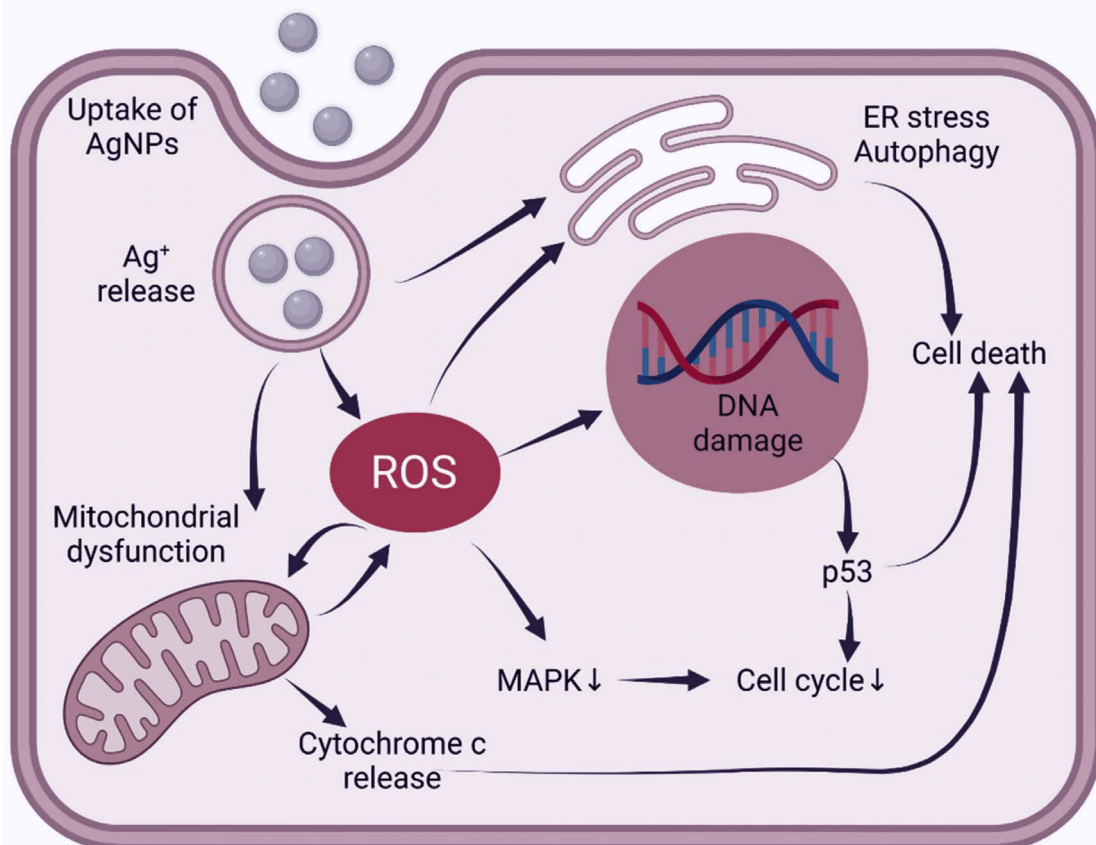 Uptake of
AgNPs
ER stress
Autophagy
Ag⁺
release
Cell death
DNA
damage
ROS
Mitochondrial
dysfunction
p53
MAPK↓
Cell cycle↓
Cytochrome c
release